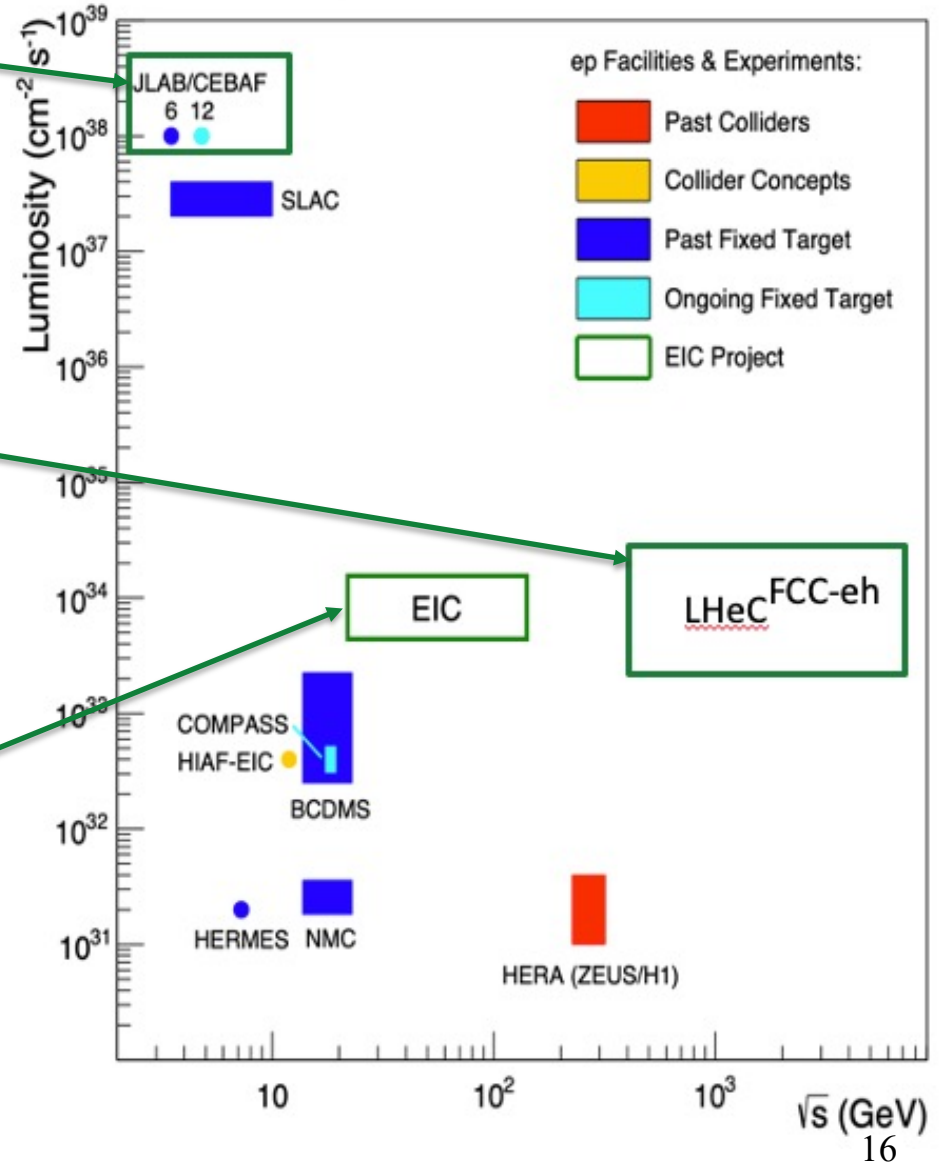 10^39
Luminosity (cm^-2 s^-1)
JLAB/CEBAF
6 12
10^38
SLAC
10^37
10^36
10^35
10^34
10^33
10^32
10^31
ep Facilities & Experiments:
Past Colliders
Collider Concepts
Past Fixed Target
Ongoing Fixed Target
EIC Project
EIC
LHeC FCC-eh
COMPASS
HIAF-EIC
BCDMS
HERMES NMC
HERA (ZEUS/H1)
10 10^2 10^3
√s (GeV)
16